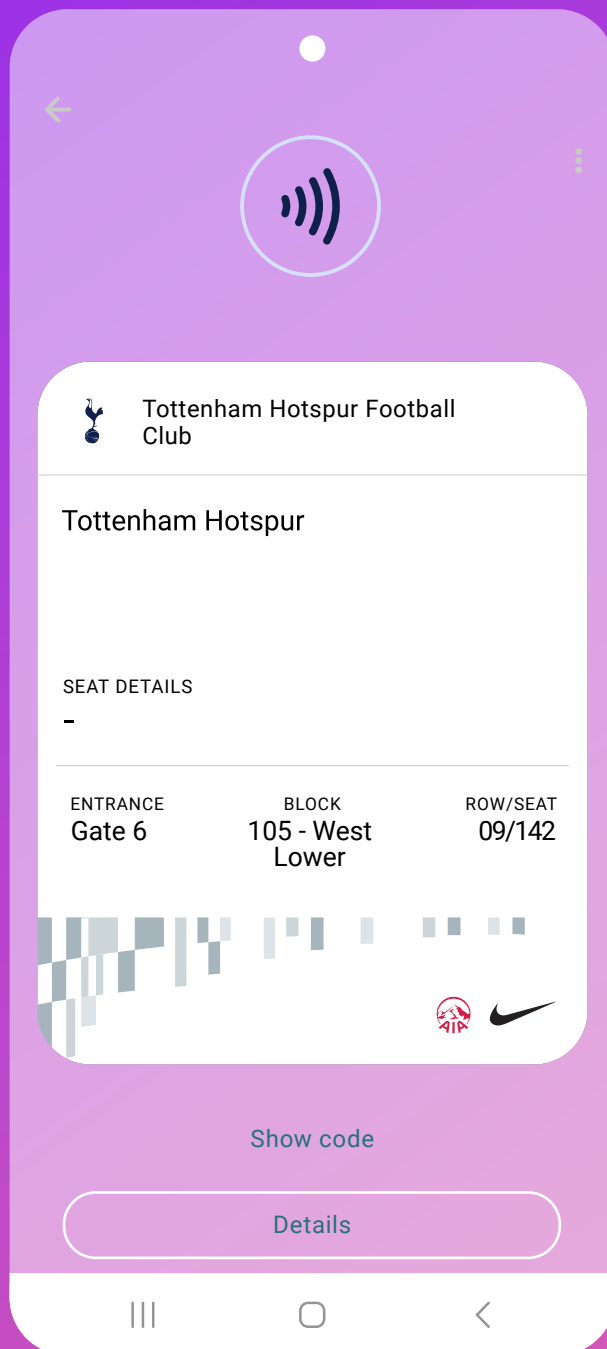 Tottenham Hotspur Football
Club
Tottenham Hotspur
SEAT DETAILS
-
ENTRANCE BLOCK ROW/SEAT
Gate 6 105 - West 09/142
Lower
AIA
Show code
Details